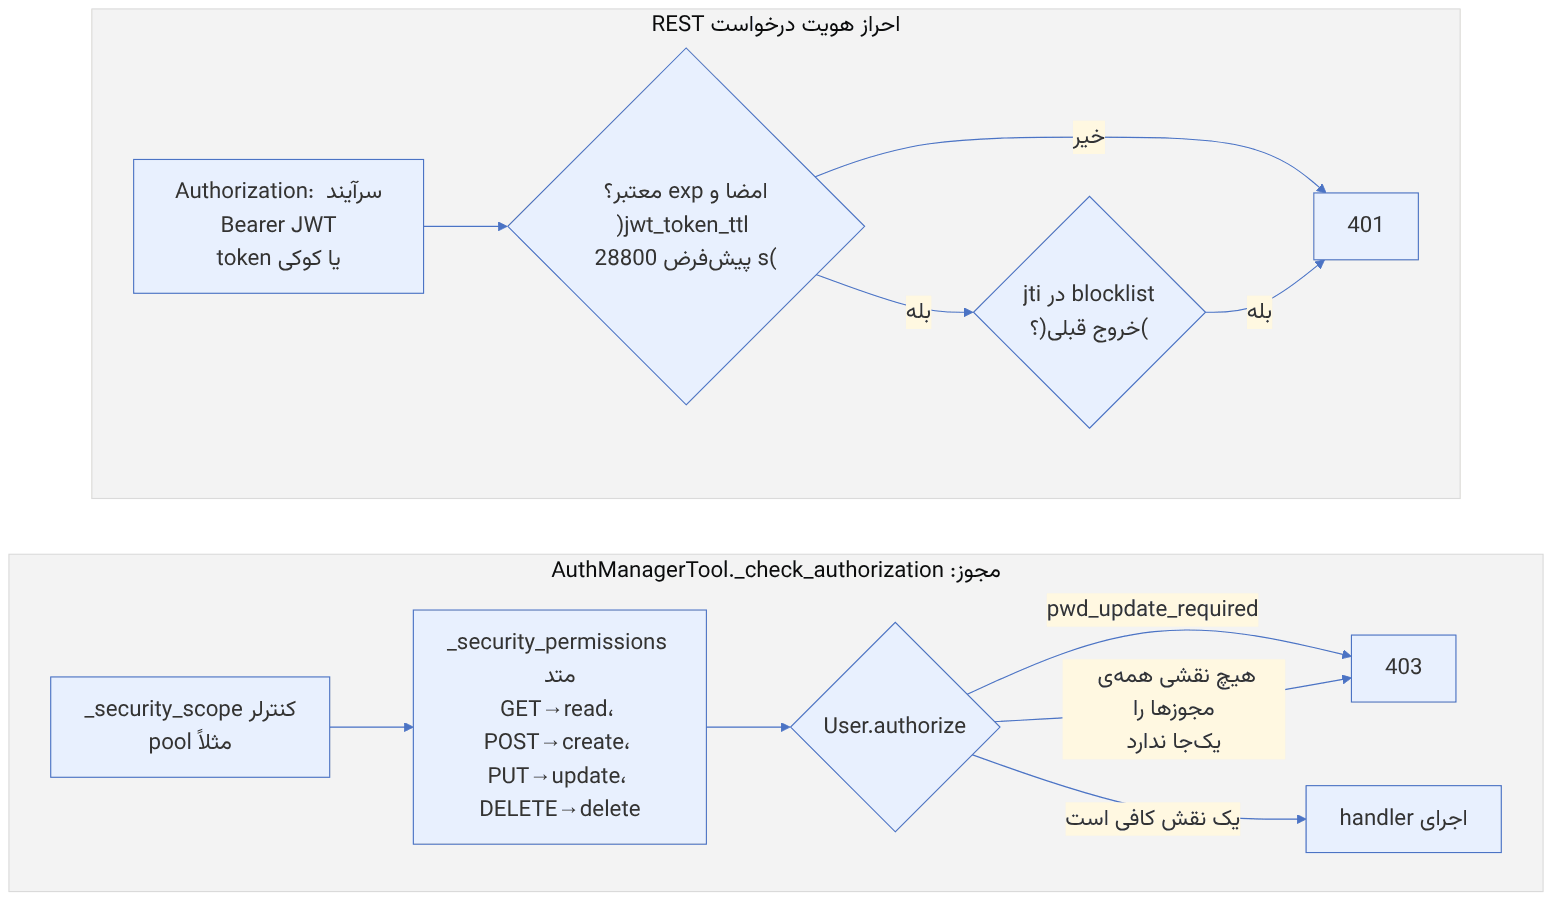 احراز هویت درخواست REST
سرآیند Authorization:
Bearer JWT
یا کوکی token
امضا و exp معتبر؟
(jwt_token_ttl
پیش‌فرض 28800 s)
خیر
بله
jti در blocklist
(خروج قبلی)؟
بله
401
مجوز: AuthManagerTool._check_authorization
کنترلر _security_scope
مثلاً pool
_security_permissions
متد
GET→read،
POST→create،
PUT→update،
DELETE→delete
User.authorize
pwd_update_required
هیچ نقشی همه‌ی
مجوزها را
یک‌جا ندارد
یک نقش کافی است
403
اجرای handler